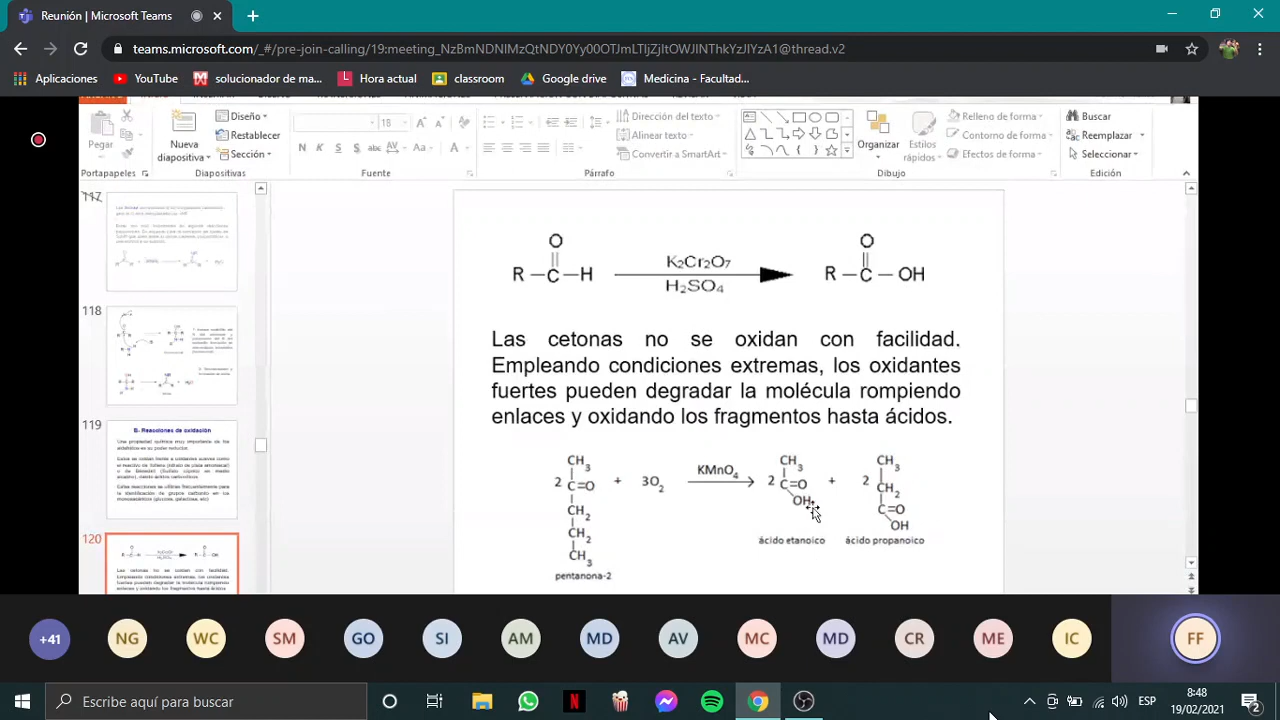 Reunión
teams.microsoft.com/_#/pre-join-calling/19:meeting_NzBmNDNlMzQtNDY0Yy00OTJmLTljZjItOWJlNThkYzJlYzA1@thread.v2
Aplicaciones YouTube solucionador de ma... Hora actual classroom Google drive Medicina - Facultad...
Pegar
Portapapeles
Nueva
diapositiva
Diseño
Restablecer
Sección
Diapositivas
18
N K S S abc AV Aa A
Fuente
Dirección del texto
Alinear texto
Convertir a SmartArt
Párrafo
Organizar
Estilos
rápidos
Relleno de forma
Contorno de forma
Efectos de forma
Dibujo
Buscar
Reemplazar
Seleccionar
Edición
117
118
119
E- Reacciones de oxidación
120
O
R — C — H
K₂Cr₂O₇
H₂SO₄
O
R — C — OH
Las cetonas no se oxidan con facilidad.
Empleando condiciones extremas, los oxidantes
fuertes pueden degradar la molécula rompiendo
enlaces y oxidando los fragmentos hasta ácidos.
CH₃
2 C=O + 3O₂
CH₂
CH₂
CH₃
pentanona-2
KMnO₄
CH₃
2 C=O
OH
ácido etanoico
+
CH₃
2 CH₂
C=O
OH
ácido propanoico
+41 NG WC SM GO SI AM MD AV MC MD CR ME IC FF
Escribe aquí para buscar
ESP
8:48
19/02/2021
2